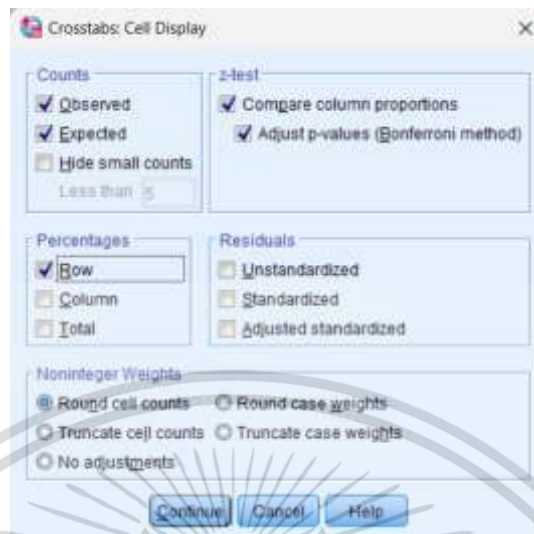 Crosstabs: Cell Display
Counts
Observed
Expected
Hide small counts
Less than 5
z-test
Compare column proportions
Adjust p-values (Bonferroni method)
Percentages
Row
Column
Total
Residuals
Unstandardized
Standardized
Adjusted standardized
Noninteger Weights
Round cell counts Round case weights
Truncate cell counts Truncate case weights
No adjustments
Continue Cancel Help